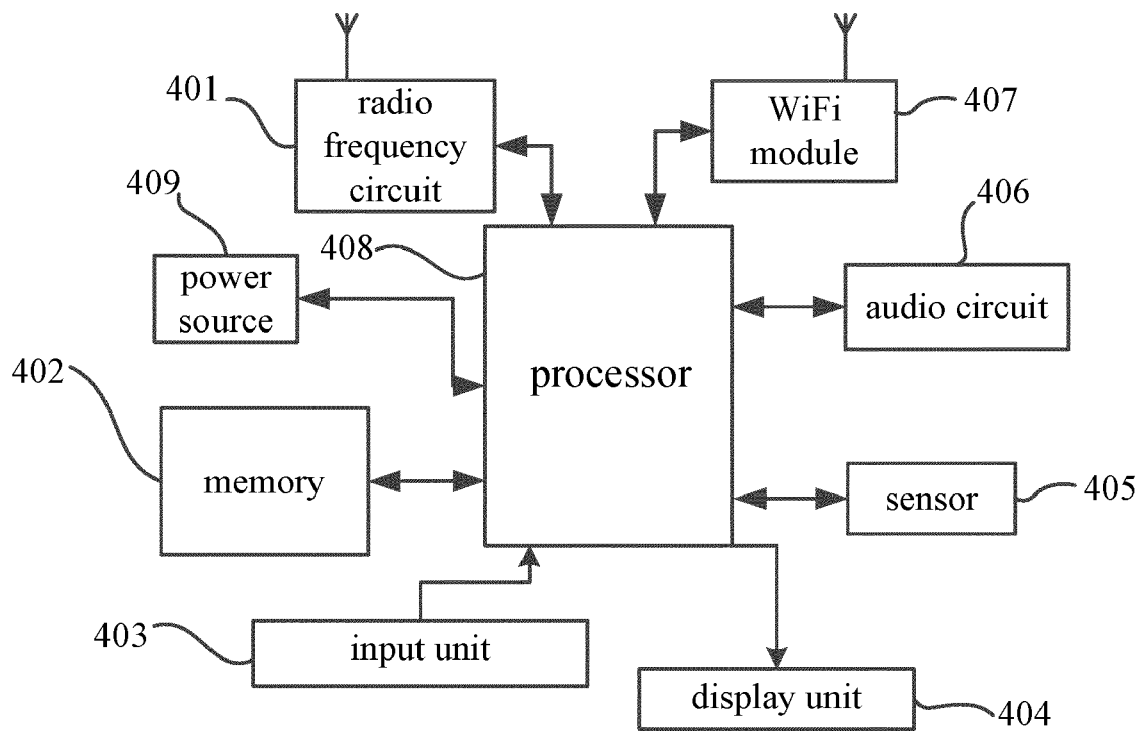 401
radio
frequency
circuit
WiFi
module
407
409
power
source
408
406
audio circuit
processor
402
memory
sensor
405
403
input unit
display unit
404